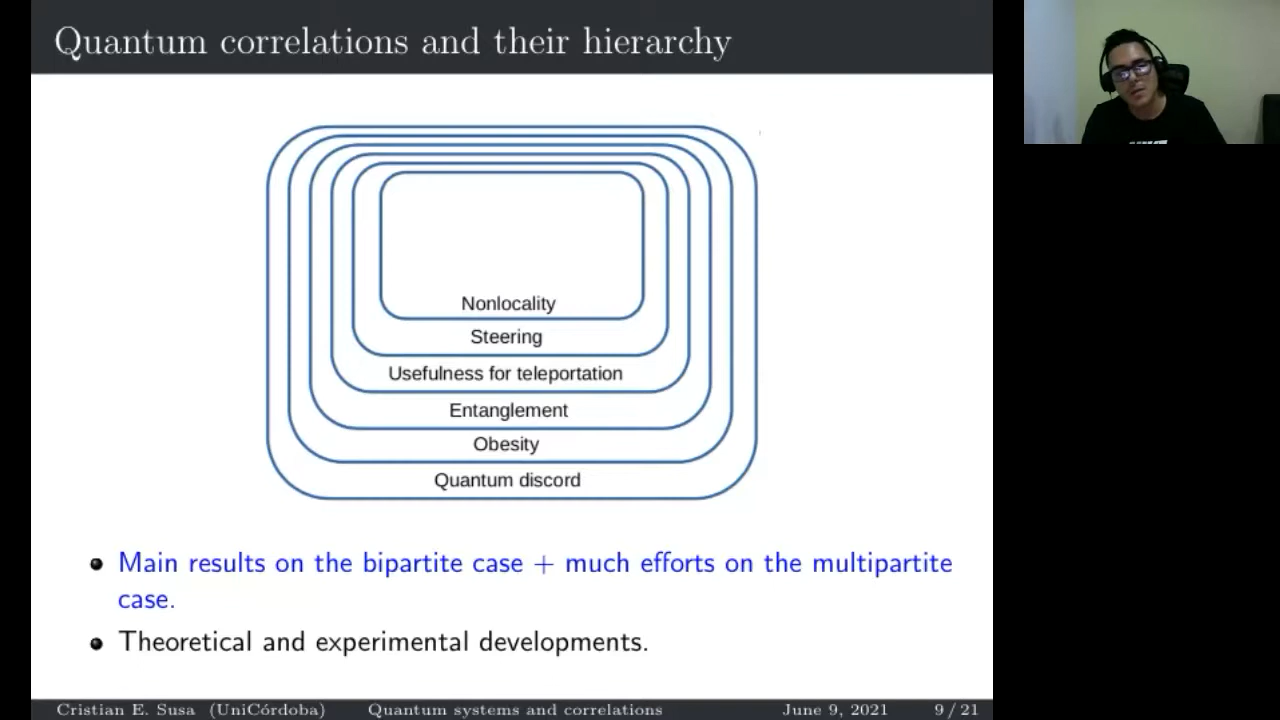 Quantum correlations and their hierarchy
Nonlocality
Steering
Usefulness for teleportation
Entanglement
Obesity
Quantum discord
Main results on the bipartite case + much efforts on the multipartite
case.
Theoretical and experimental developments.
Cristian E. Susa (UniCórdoba) Quantum systems and correlations June 9, 2021 9 / 21